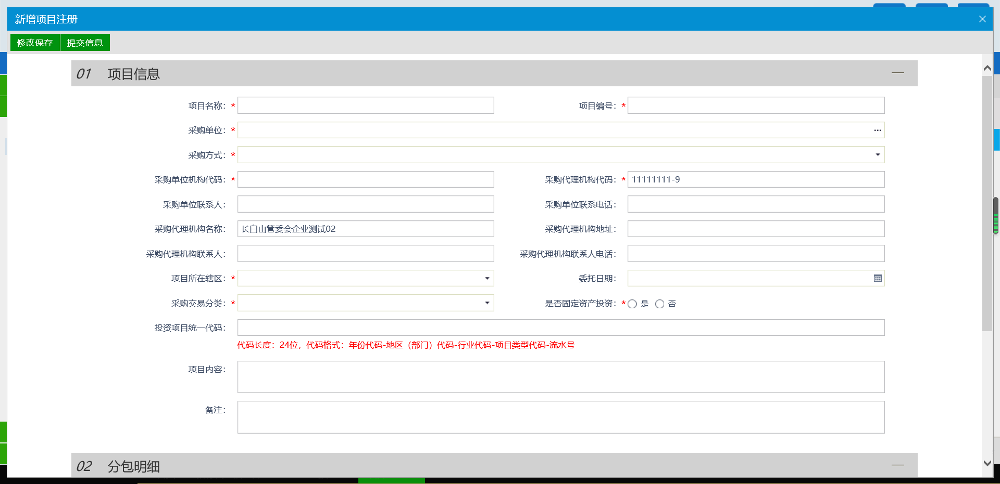 新增项目注册
修改保存 提交信息
01 项目信息
项目名称：* 项目编号：*
采购单位：*
采购方式：*
采购单位机构代码：* 采购代理机构代码：* 11111111-9
采购单位联系人： 采购单位联系电话：
采购代理机构名称： 长白山管委会企业测试02 采购代理机构地址：
采购代理机构联系人： 采购代理机构联系人电话：
项目所在辖区：* 委托日期：
采购交易分类：* 是否固定资产投资：* 是 否
投资项目统一代码：
代码长度：24位，代码格式：年份代码-地区（部门）代码-行业代码-项目类型代码-流水号
项目内容：
备注：
02 分包明细